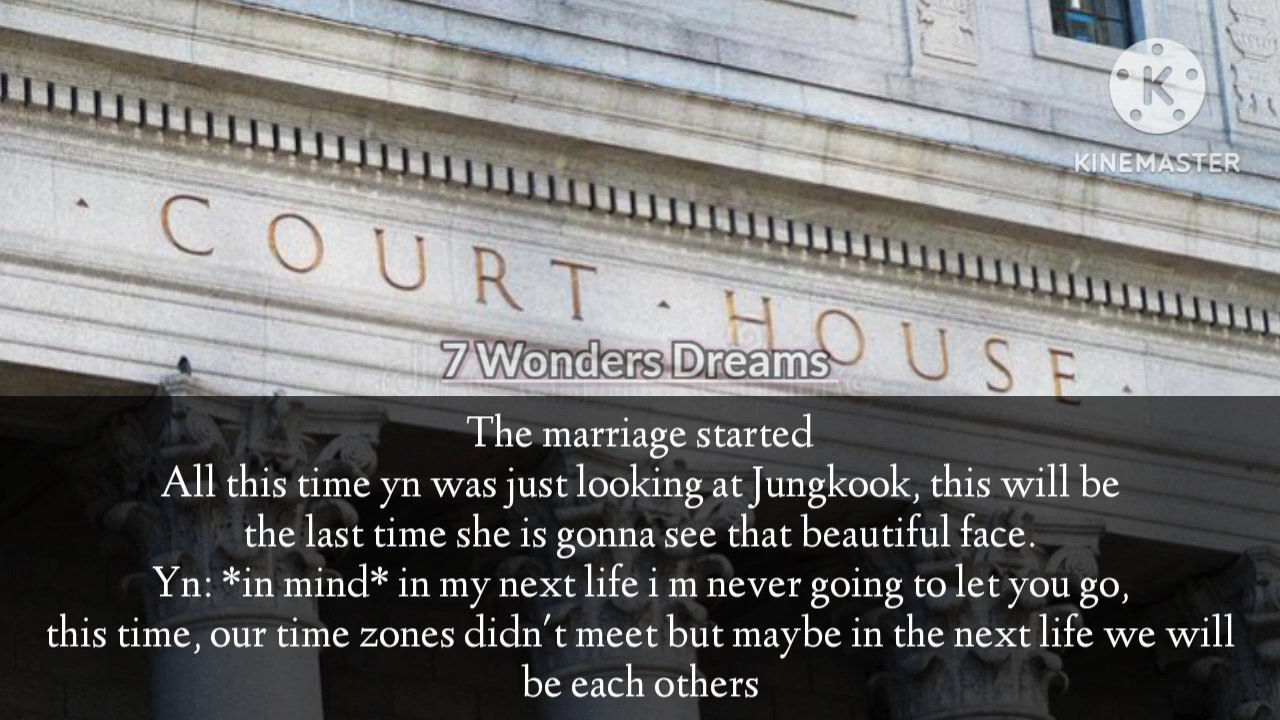 KINEMASTER
COURT · HOUSE
7 Wonders Dreams
The marriage started
All this time yn was just looking at Jungkook, this will be
the last time she is gonna see that beautiful face.
Yn: *in mind* in my next life i m never going to let you go,
this time, our time zones didn't meet but maybe in the next life we will
be each others